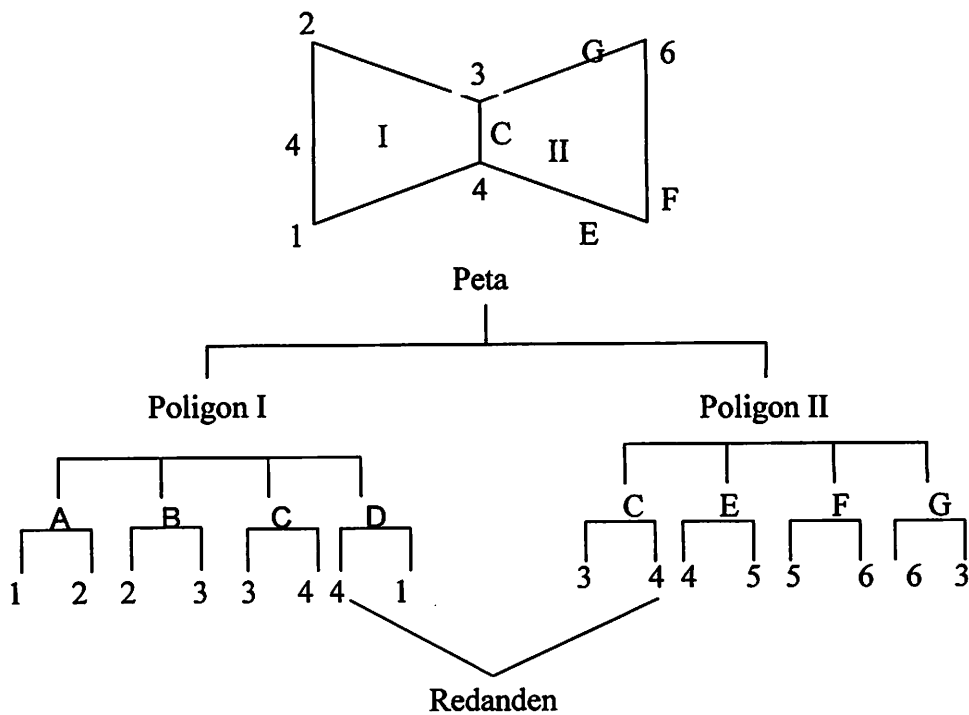 2
G 6
3
4 I C II
4
1 E F
Peta
Poligon I Poligon II
A B C D C E F G
1 2 2 3 3 4 4 1 3 4 4 5 5 6 6 3
Redanden